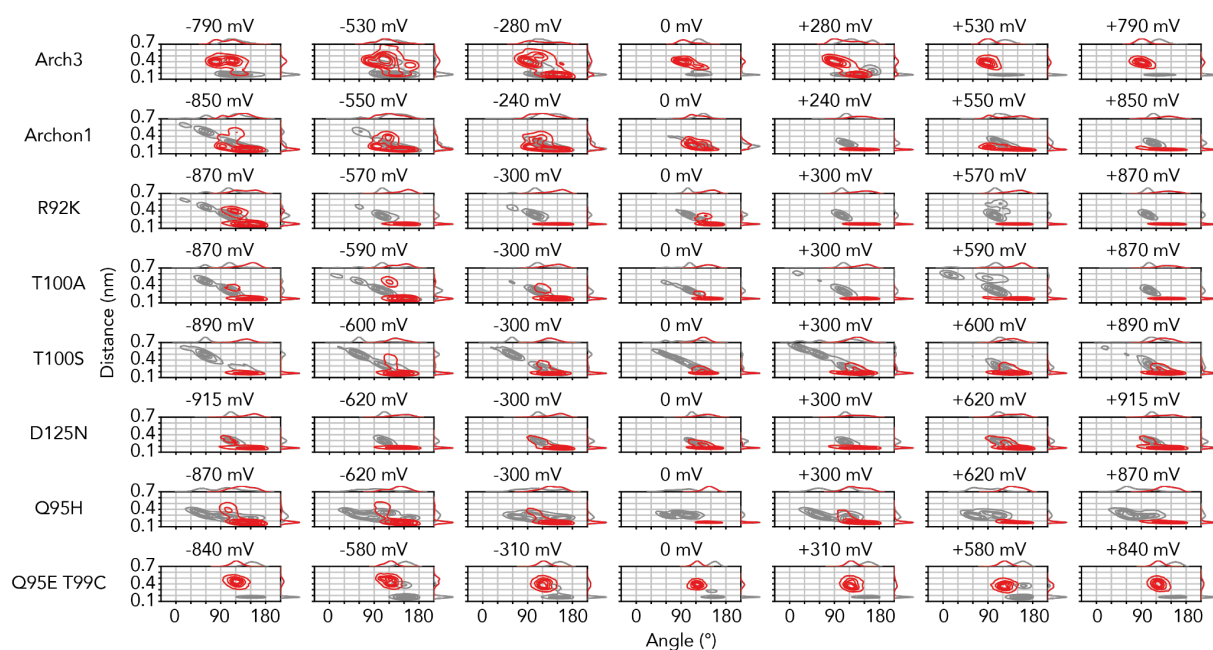 -790 mV -530 mV -280 mV 0 mV +280 mV +530 mV +790 mV
Arch3 0.7 0.4 0.1
-850 mV -550 mV -240 mV 0 mV +240 mV +550 mV +850 mV
Archon1 0.7 0.4 0.1
-870 mV -570 mV -300 mV 0 mV +300 mV +570 mV +870 mV
R92K 0.7 0.4 0.1
-870 mV -590 mV -300 mV 0 mV +300 mV +590 mV +870 mV
T100A 0.7 0.4 0.1
Distance (nm)
-890 mV -600 mV -300 mV 0 mV +300 mV +600 mV +890 mV
T100S 0.7 0.4 0.1
-915 mV -620 mV -300 mV 0 mV +300 mV +620 mV +915 mV
D125N 0.7 0.4 0.1
-870 mV -620 mV -300 mV 0 mV +300 mV +620 mV +870 mV
Q95H 0.7 0.4 0.1
-840 mV -580 mV -310 mV 0 mV +310 mV +580 mV +840 mV
Q95E T99C 0.7 0.4 0.1
0 90 180 0 90 180 0 90 180 0 90 180 0 90 180 0 90 180 0 90 180
Angle (°)